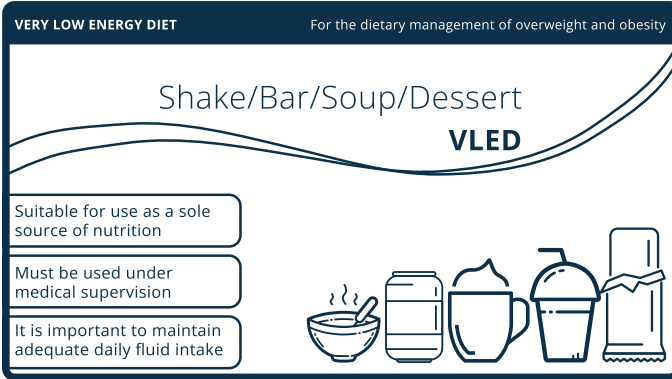 VERY LOW ENERGY DIET
For the dietary management of overweight and obesity
Shake/Bar/Soup/Dessert
VLED
Suitable for use as a sole
source of nutrition
Must be used under
medical supervision
It is important to maintain
adequate daily fluid intake